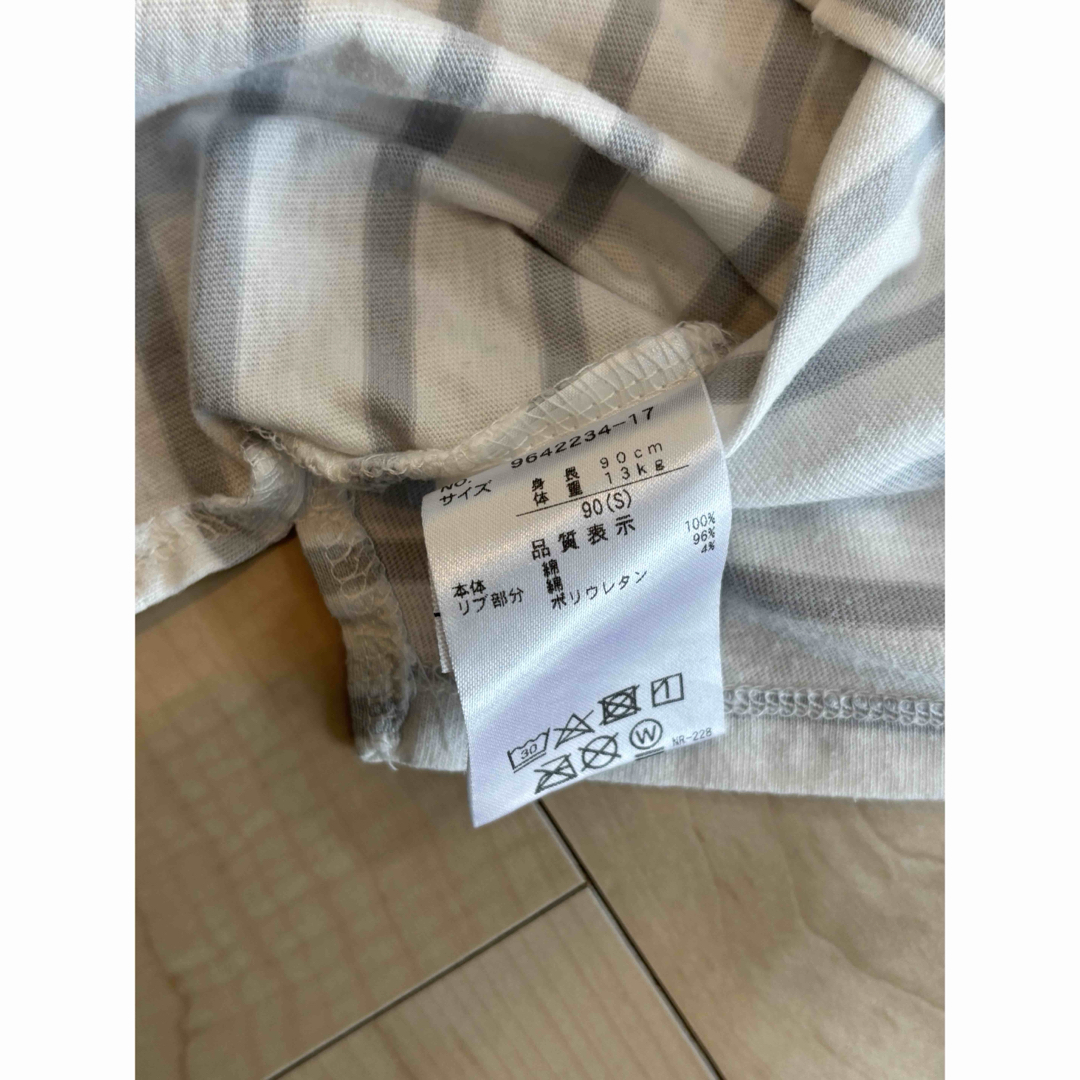 No. 9642234-17
サイズ 身長 90cm
体重 13kg
90(S)
品質表示
本体 綿 100%
リブ部分 綿 96%
ポリウレタン 4%
30
1
W NR-228